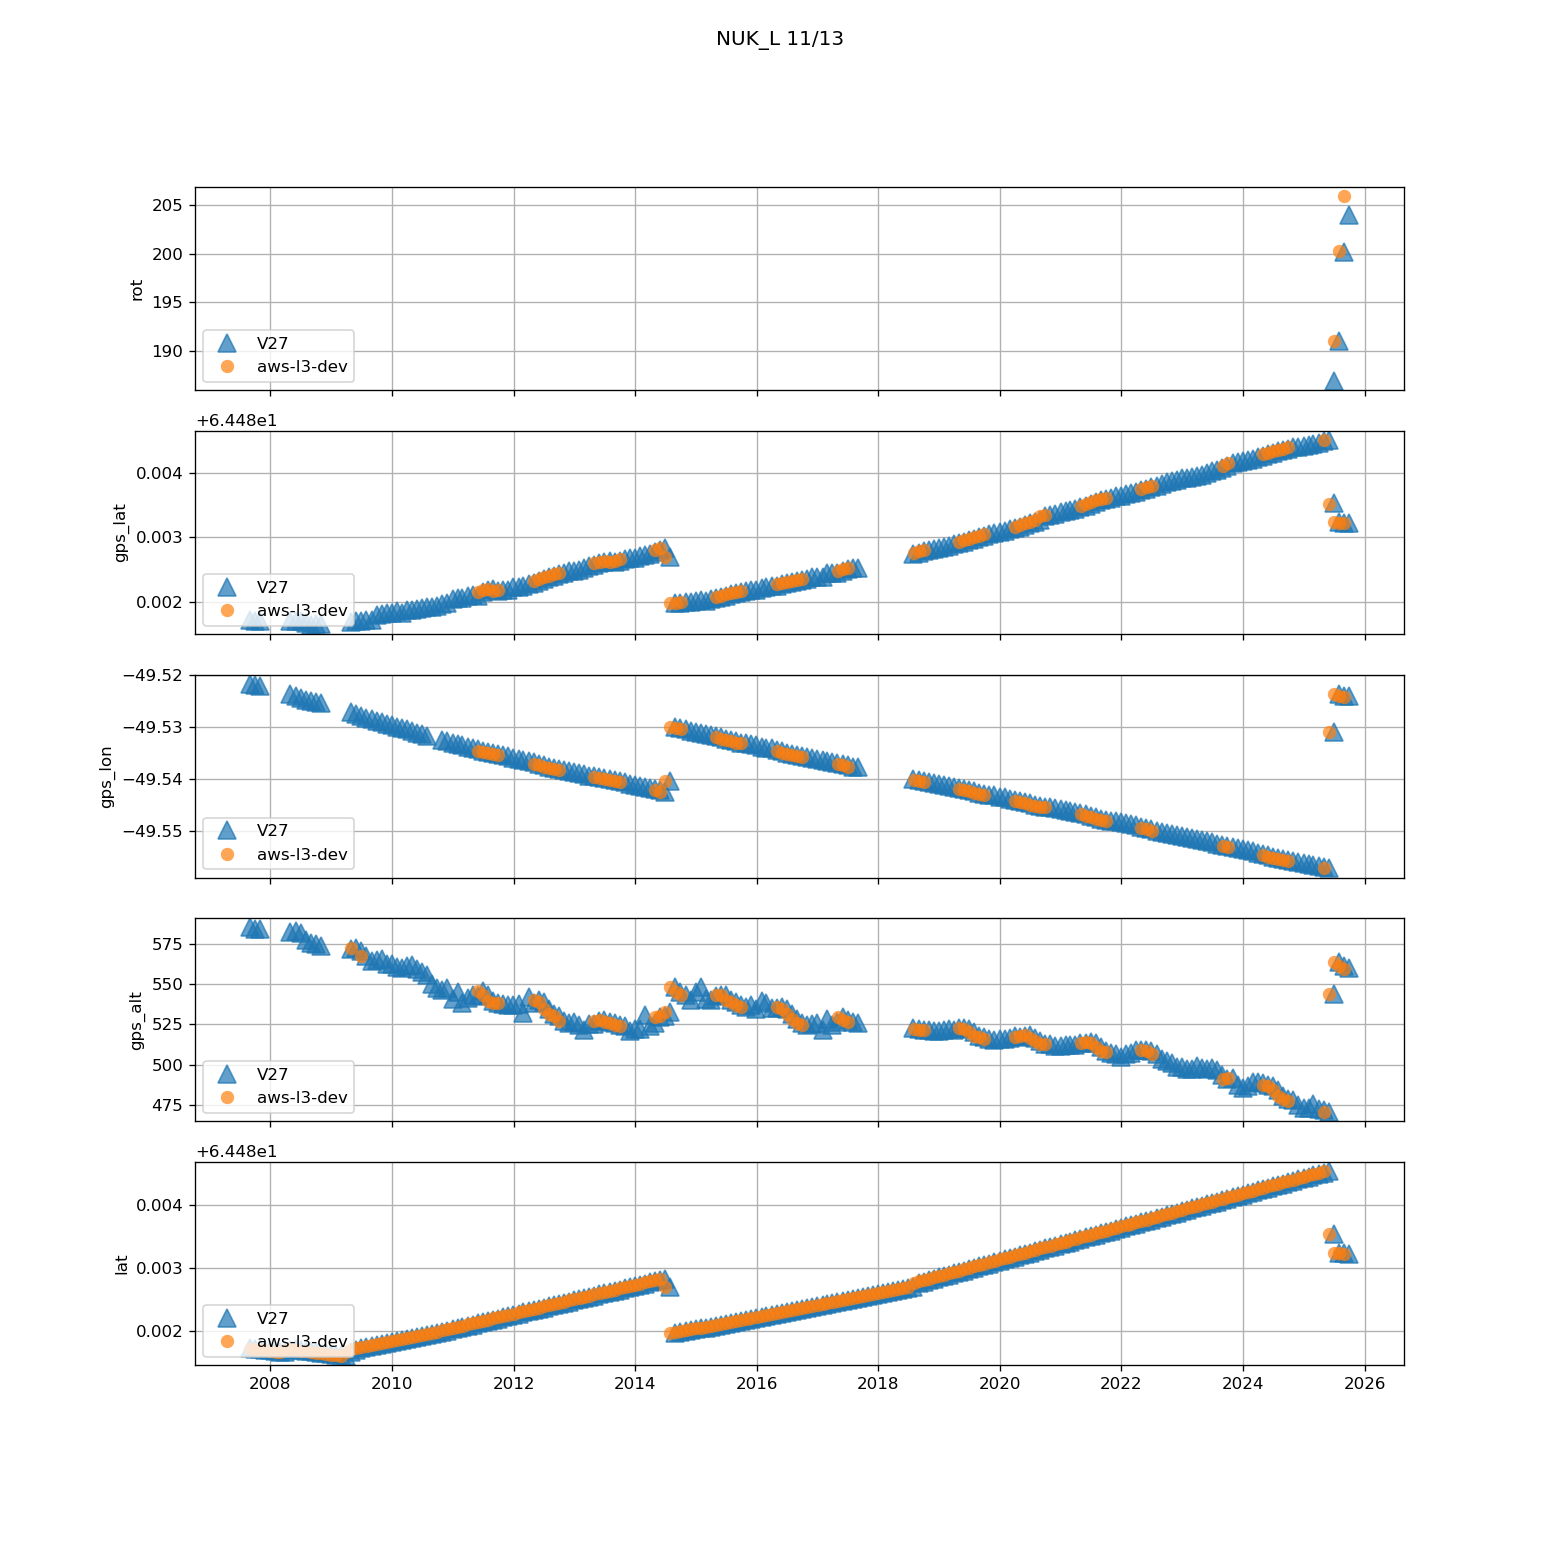 NUK_L 11/13
205
200
195
190
rot
V27
aws-l3-dev
+6.448e1
0.004
0.003
0.002
gps_lat
V27
aws-l3-dev
−49.52
−49.53
−49.54
−49.55
gps_lon
V27
aws-l3-dev
575
550
525
500
475
gps_alt
V27
aws-l3-dev
+6.448e1
0.004
0.003
0.002
lat
V27
aws-l3-dev
2008 2010 2012 2014 2016 2018 2020 2022 2024 2026